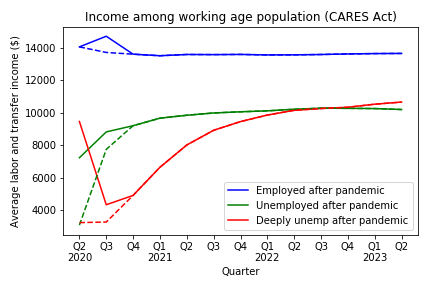 Income among working age population (CARES Act)
Average labor and transfer income ($)
14000
12000
10000
8000
6000
4000
Employed after pandemic
Unemployed after pandemic
Deeply unemp after pandemic
Q2 Q3 Q4 Q1 Q2 Q3 Q4 Q1 Q2 Q3 Q4 Q1 Q2
2020 2021 2022 2023
Quarter